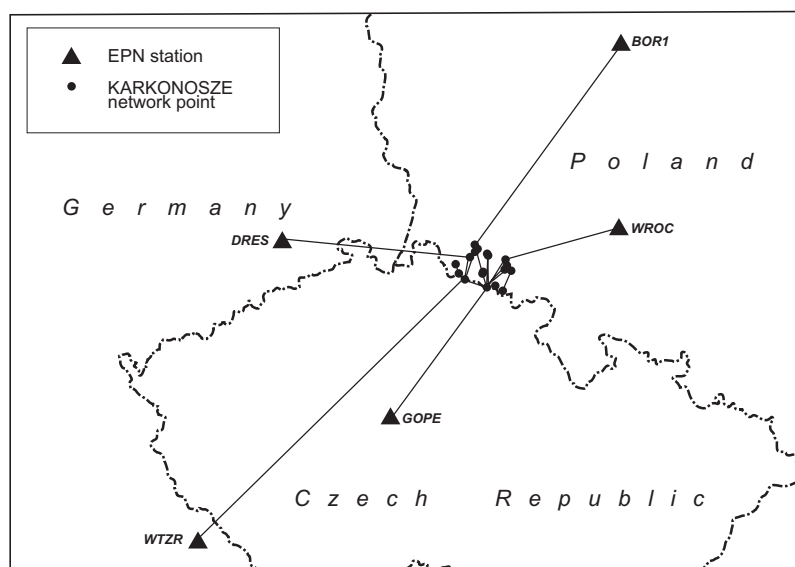 EPN station
KARKONOSZE
network point
BOR1
P o l a n d
G e r m a n y
WROC
DRES
GOPE
C z e c h R e p u b l i c
WTZR